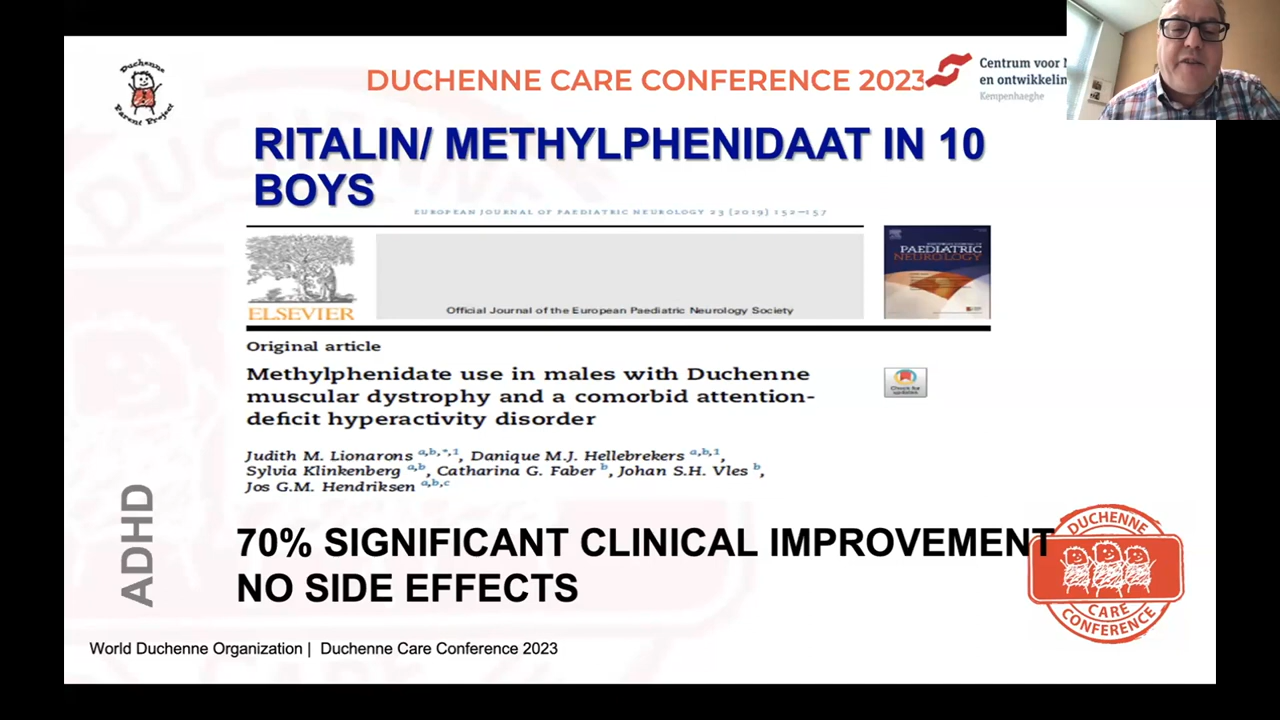 Duchenne
Parent Project
DUCHENNE CARE CONFERENCE 2023
Centrum voor
en ontwikkelin
Kempenhaeghe
RITALIN/ METHYLPHENIDAAT IN 10
BOYS
EUROPEAN JOURNAL OF PAEDIATRIC NEUROLOGY 23 (2019) 152–157
ELSEVIER
Official Journal of the European Paediatric Neurology Society
PAEDIATRIC
NEUROLOGY
Original article
Methylphenidate use in males with Duchenne
muscular dystrophy and a comorbid attention-
deficit hyperactivity disorder
Check for
updates
Judith M. Lionarons a,b,*,1, Danique M.J. Hellebrekers a,b,1,
Sylvia Klinkenberg a,b, Catharina G. Faber b, Johan S.H. Vles b,
Jos G.M. Hendriksen a,b,c
ADHD
70% SIGNIFICANT CLINICAL IMPROVEMENT
NO SIDE EFFECTS
DUCHENNE
CARE
CONFERENCE
World Duchenne Organization | Duchenne Care Conference 2023